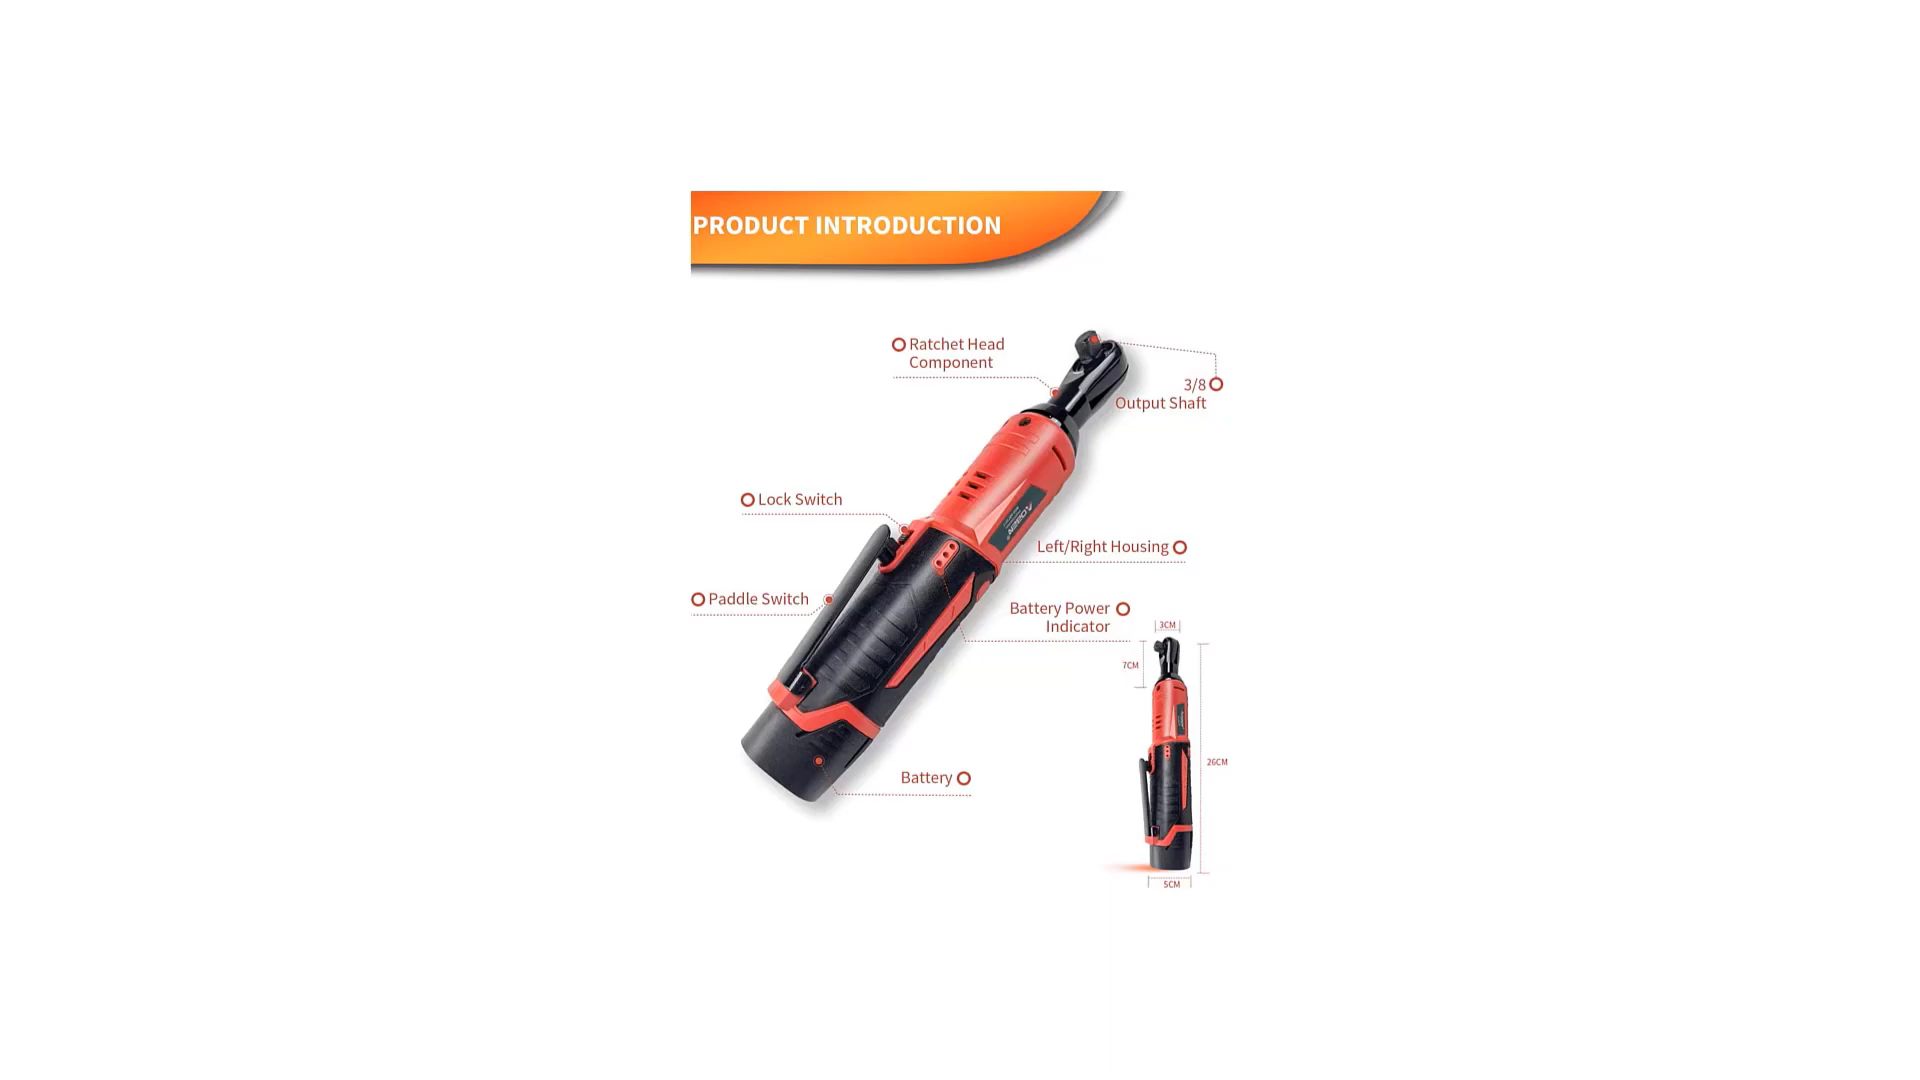 PRODUCT INTRODUCTION
Ratchet Head
Component
3/8
Output Shaft
Lock Switch
Left/Right Housing
Paddle Switch
Battery Power
Indicator
3CM
7CM
26CM
Battery
5CM